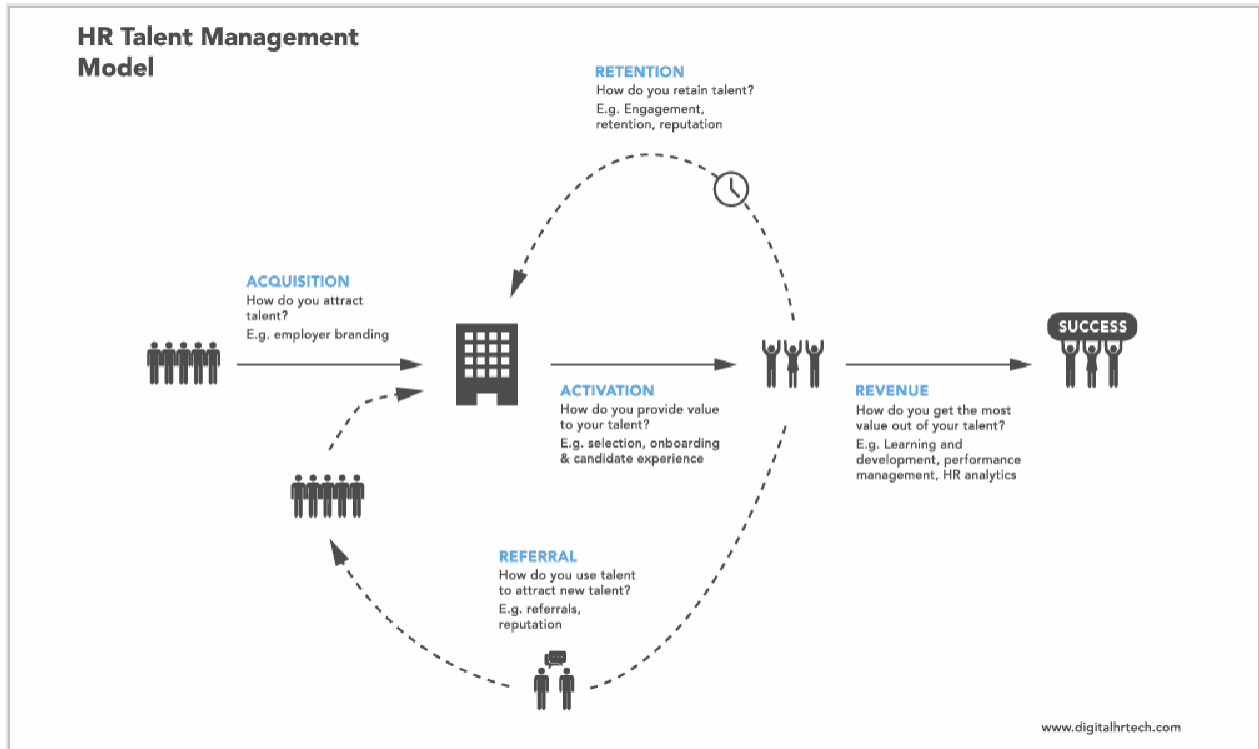 HR Talent Management
Model
RETENTION
How do you retain talent?
E.g. Engagement,
retention, reputation
ACQUISITION
How do you attract
talent?
E.g. employer branding
SUCCESS
ACTIVATION
How do you provide value
to your talent?
E.g. selection, onboarding
& candidate experience
REVENUE
How do you get the most
value out of your talent?
E.g. Learning and
development, performance
management, HR analytics
REFERRAL
How do you use talent
to attract new talent?
E.g. referrals,
reputation
www.digitalhrtech.com